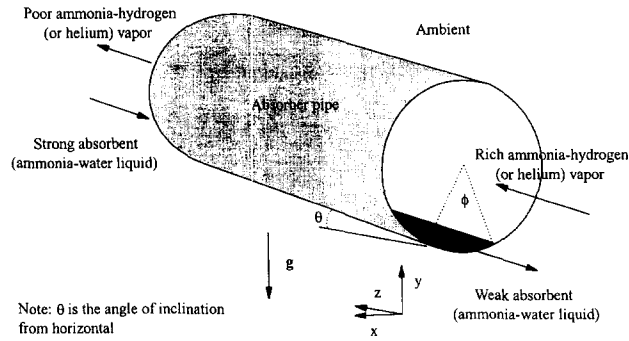 Poor ammonia-hydrogen
(or helium) vapor
Ambient
Absorber pipe
Strong absorbent
(ammonia-water liquid)
Rich ammonia-hydrogen
(or helium) vapor
ϕ
θ
g
y
z
x
Weak absorbent
(ammonia-water liquid)
Note: θ is the angle of inclination
from horizontal